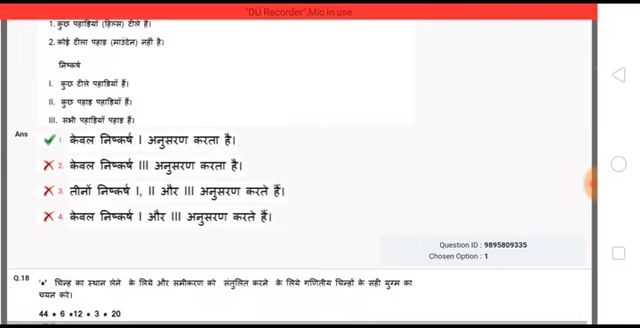 "DU Recorder",Mic in use
1. कुछ पहाड़ियां (हिल्स) टीले है।
2. कोई टीला पहाड़ (माउंटेन) नहीं है।
निष्कर्ष
I. कुछ टीले पहाड़ियाँ हैं।
II. कुछ पहाड़ पहाड़ियाँ हैं।
III. सभी पहाड़ियाँ पहाड़ हैं।
Ans
1. केवल निष्कर्ष I अनुसरण करता है।
2. केवल निष्कर्ष III अनुसरण करता है।
3. तीनों निष्कर्ष I, II और III अनुसरण करते हैं।
4. केवल निष्कर्ष I और III अनुसरण करते हैं।
Question ID : 9895809335
Chosen Option : 1
Q.18 '*' चिन्ह का स्थान लेने के लिये और समीकरण को संतुलित करने के लिये गणितीय चिन्हों के सही युग्म का
चयन करे।
44 * 6 *12 * 3 * 20